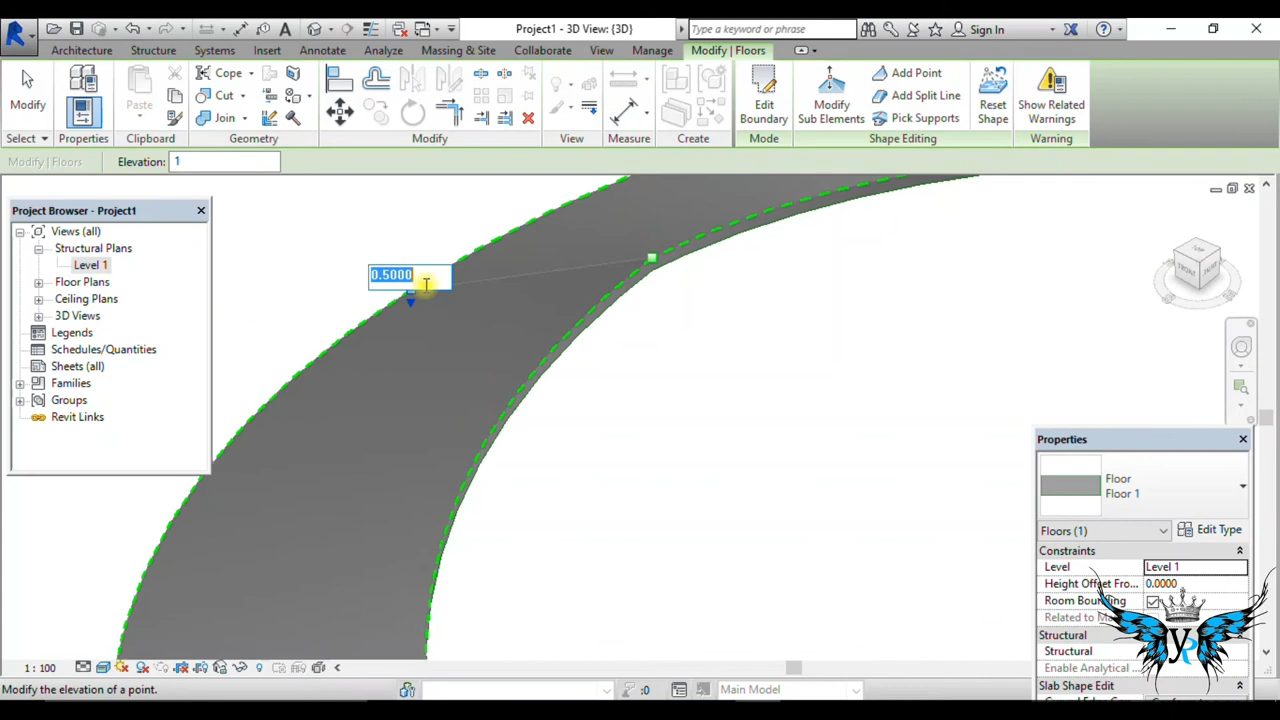 Project1 - 3D View: {3D}
Type a keyword or phrase
Sign In
Architecture Structure Systems Insert Annotate Analyze Massing & Site Collaborate View Manage Modify | Floors
Modify
Select
Properties
Paste
Clipboard
Cope
Cut
Join
Geometry
Modify
View
Measure
Create
Edit
Boundary
Mode
Modify
Sub Elements
Add Point
Add Split Line
Pick Supports
Shape Editing
Reset
Shape
Show Related
Warnings
Warning
Modify | Floors
Elevation: 1
Project Browser - Project1
Views (all)
Structural Plans
Level 1
Floor Plans
Ceiling Plans
3D Views
Legends
Schedules/Quantities
Sheets (all)
Families
Groups
Revit Links
0.5000
TOP
FRONT
RIGHT
Properties
Floor
Floor 1
Floors (1)
Edit Type
Constraints
Level Level 1
Height Offset Fro... 0.0000
Room Bounding
Structural
Structural
Enable Analytical
Slab Shape Edit
1 : 100
Modify the elevation of a point.
:0
Main Model